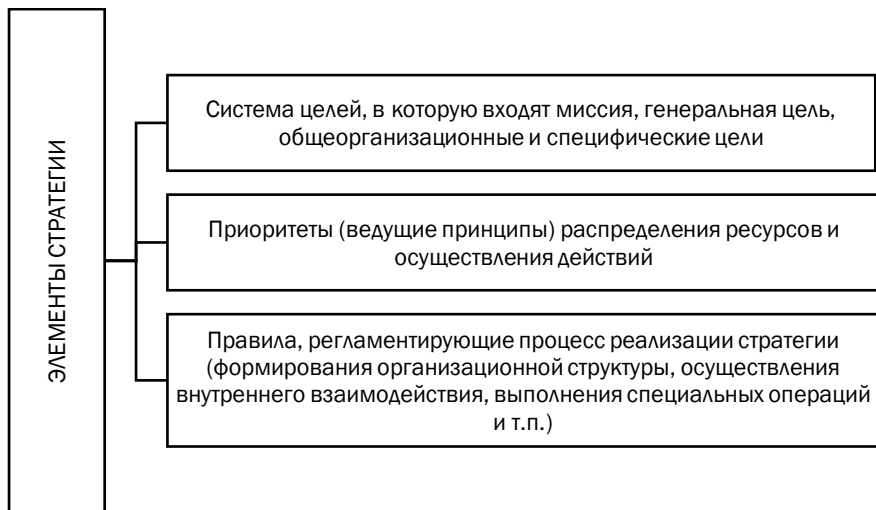 ЭЛЕМЕНТЫ СТРАТЕГИИ
Система целей, в которую входят миссия, генеральная цель,
общеорганизационные и специфические цели
Приоритеты (ведущие принципы) распределения ресурсов и
осуществления действий
Правила, регламентирующие процесс реализации стратегии
(формирования организационной структуры, осуществления
внутреннего взаимодействия, выполнения специальных операций
и т.п.)